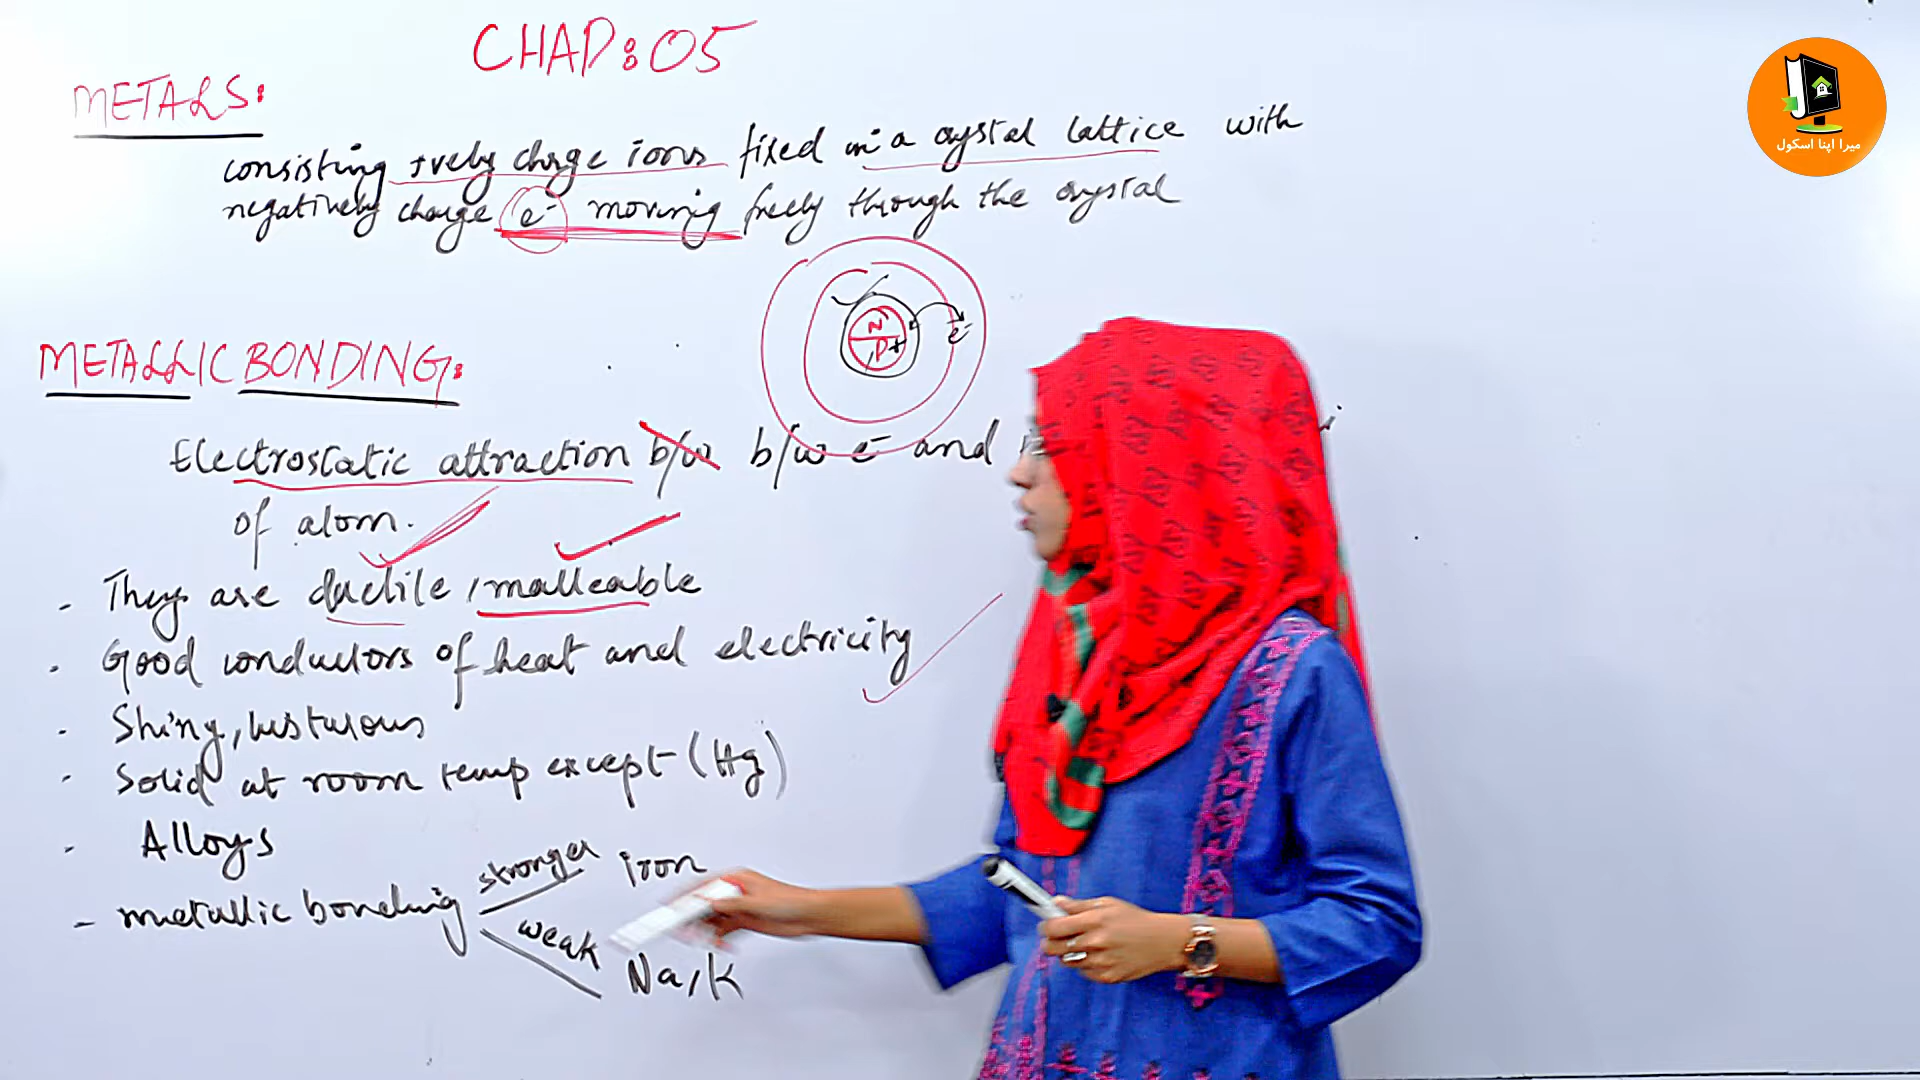 CHAP:05
METALS:
consisting +vely charge ions fixed in a crystal lattice with
negatively charge e⁻ moving freely through the crystal
N
P+
e⁻
METALLIC BONDING:
Electrostatic attraction b/w b/w e⁻ and
of atom.
- They are ductile, malleable
- Good conductors of heat and electricity
- Shiny, lusturous
- Solid at room temp except (Hg)
- Alloys
- metallic bonding
stronger iron
weak Na/K
میرا اپنا اسکول